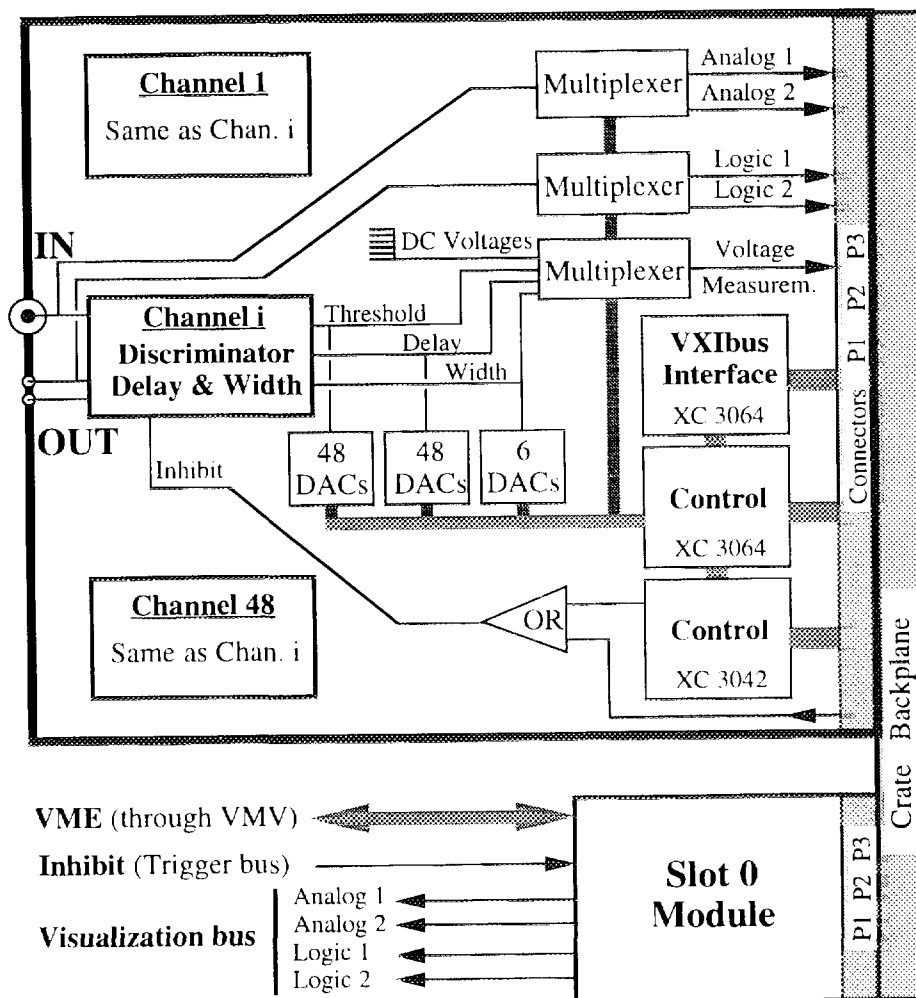 Channel 1
Same as Chan. i
Multiplexer
Analog 1
Analog 2
Multiplexer
Logic 1
Logic 2
IN
DC Voltages
Multiplexer
Voltage
Measurem.
Channel i
Discriminator
Delay & Width
Threshold
Delay
Width
OUT
Inhibit
48
DACs
48
DACs
6
DACs
VXIbus
Interface
XC 3064
Control
XC 3064
Control
XC 3042
OR
Channel 48
Same as Chan. i
Connectors P1 P2 P3
Crate Backplane
VME (through VMV)
Inhibit (Trigger bus)
Visualization bus
Analog 1
Analog 2
Logic 1
Logic 2
Slot 0
Module
P1 P2 P3